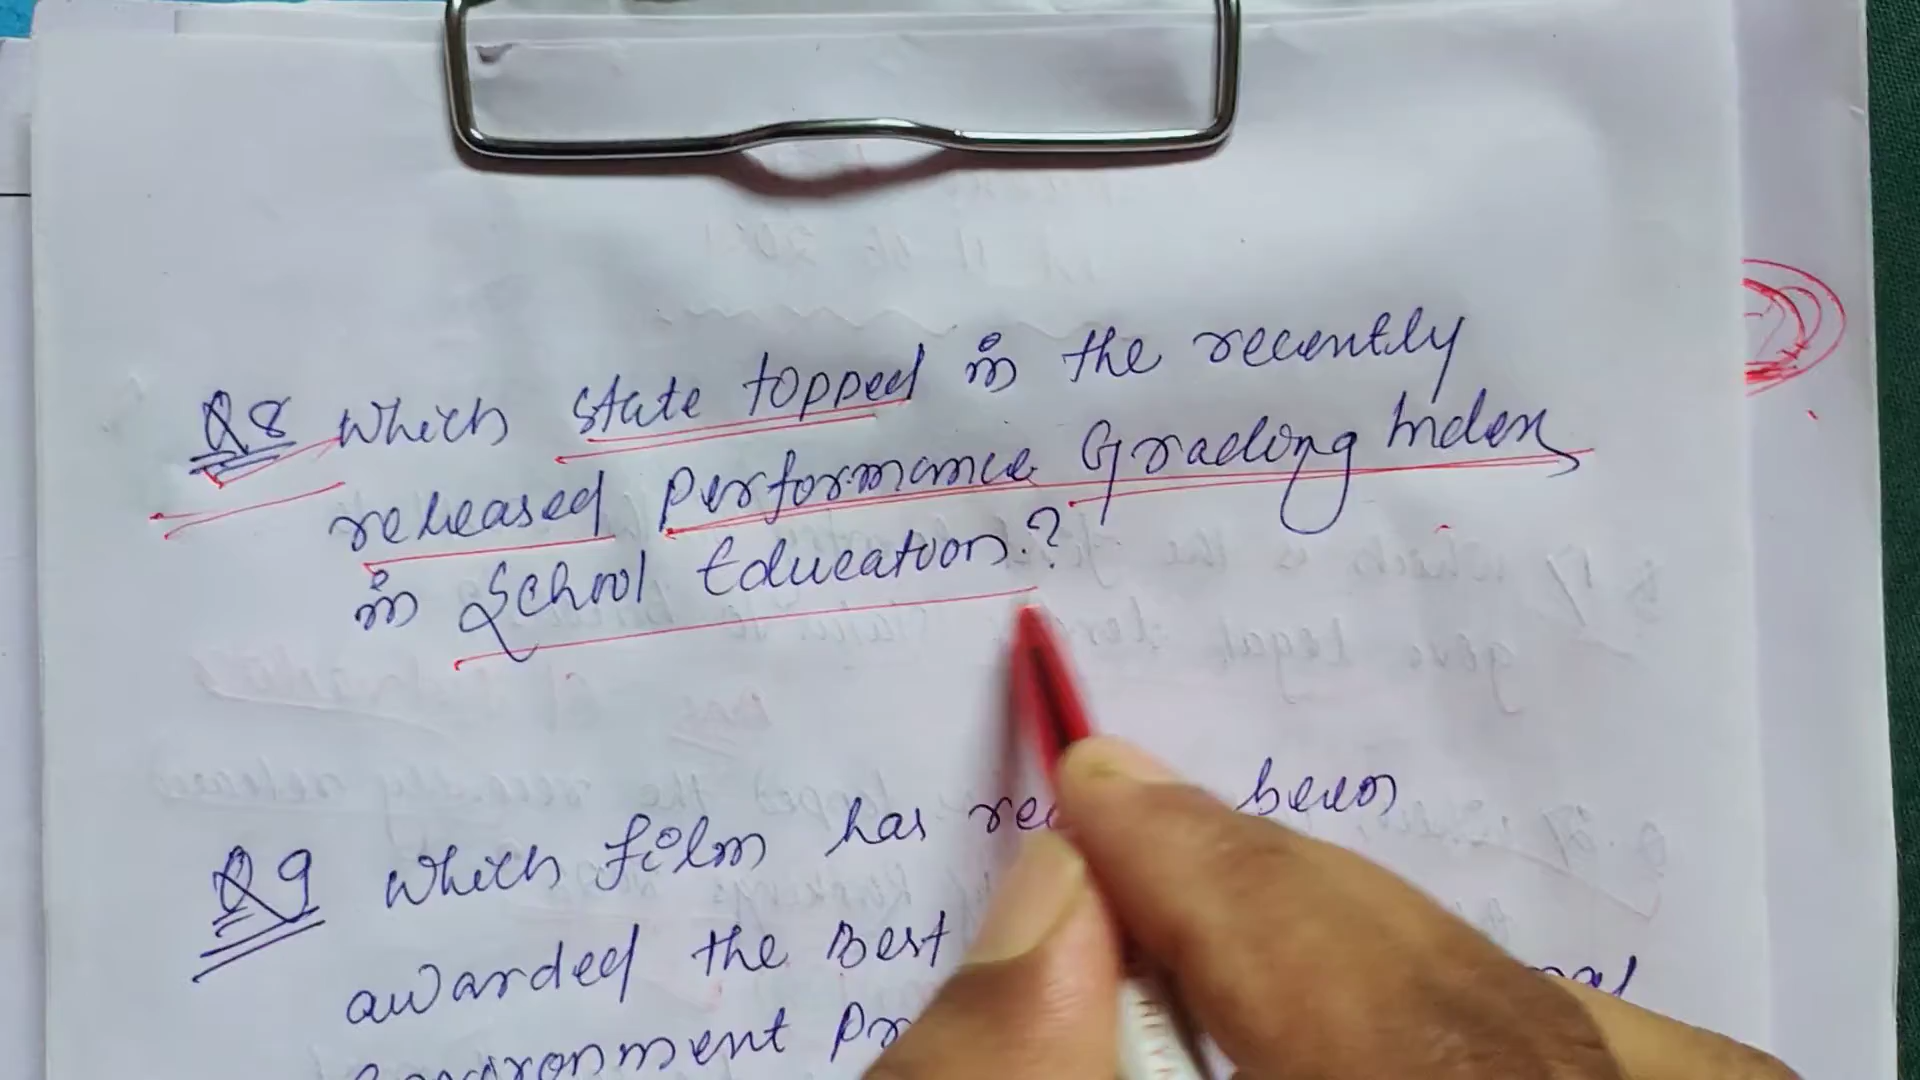 Q8 Which state topped in the recently
released Performance Grading Index
in School Education.?
Q9 Which film has been
awarded the Best
Environment